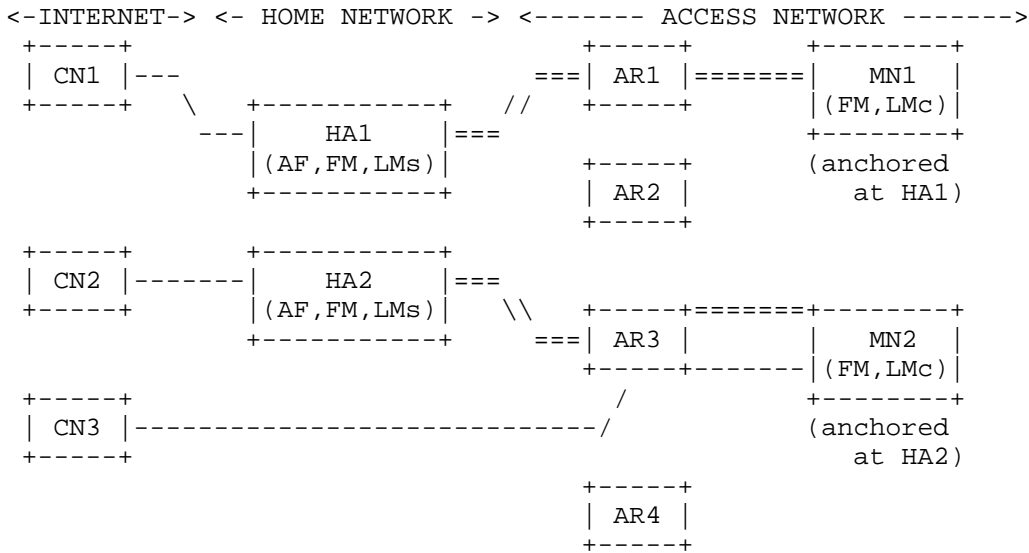 <-INTERNET-> <- HOME NETWORK -> <------- ACCESS NETWORK ------->
CN1 AR1 MN1
(FM,LMc)
HA1
(AF,FM,LMs) (anchored
AR2 at HA1)
CN2 HA2
(AF,FM,LMs)
AR3 MN2
(FM,LMc)
CN3 (anchored
at HA2)
AR4